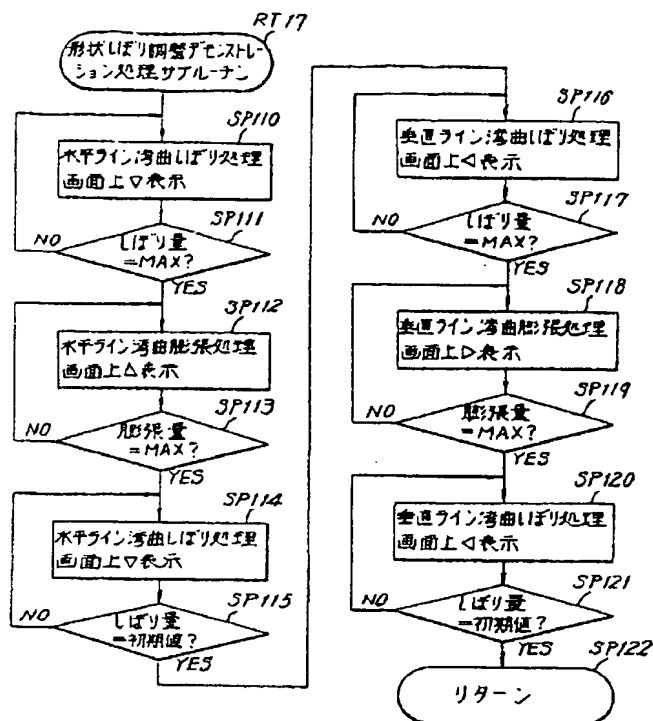 RT17
形状しぼり調整デモンストレー
ション処理サブルーチン
SP110
水平ライン湾曲しぼり処理
画面上▽表示
SP111
しぼり量
=MAX?
NO
YES
SP112
水平ライン湾曲膨張処理
画面上△表示
SP113
膨張量
=MAX?
NO
YES
SP114
水平ライン湾曲しぼり処理
画面上▽表示
SP115
しぼり量
=初期値?
NO
YES
SP116
垂直ライン湾曲しぼり処理
画面上◁表示
SP117
しぼり量
=MAX?
NO
YES
SP118
垂直ライン湾曲膨張処理
画面上▷表示
SP119
膨張量
=MAX?
NO
YES
SP120
垂直ライン湾曲しぼり処理
画面上◁表示
SP121
しぼり量
=初期値?
NO
YES
SP122
リターン